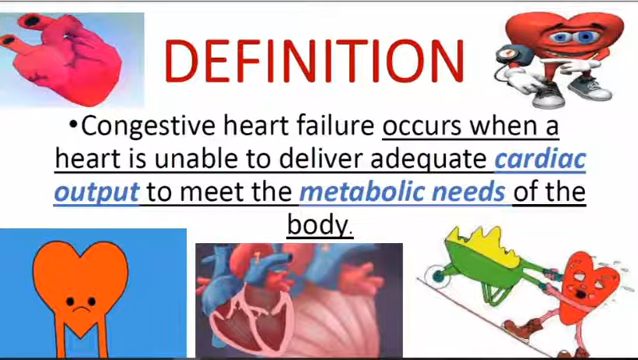 DEFINITION
•Congestive heart failure occurs when a
heart is unable to deliver adequate cardiac
output to meet the metabolic needs of the
body.